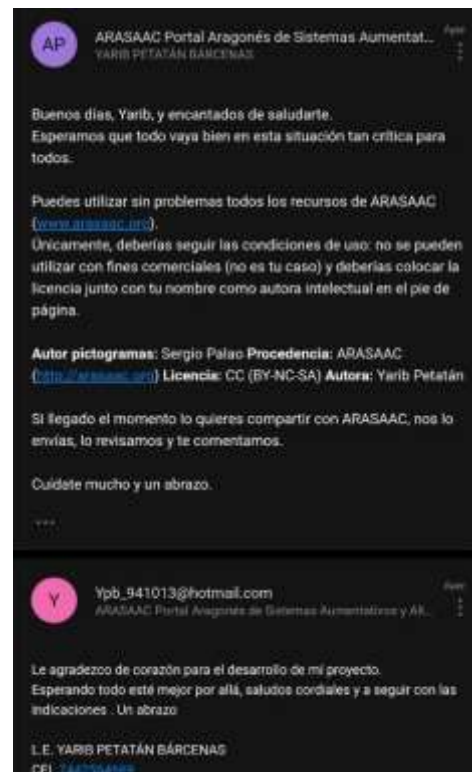 AP
ARASAAC Portal Aragonés de Sistemas Aumentat...
Ayer
YARIB PETATÁN BÁRCENAS
Buenos días, Yarib, y encantados de saludarte.
Esperamos que todo vaya bien en esta situación tan crítica para
todos.
Puedes utilizar sin problemas todos los recursos de ARASAAC
(www.arasaac.org).
Únicamente, deberías seguir las condiciones de uso: no se pueden
utilizar con fines comerciales (no es tu caso) y deberías colocar la
licencia junto con tu nombre como autora intelectual en el pie de
página.
Autor pictogramas: Sergio Palao Procedencia: ARASAAC
(http://arasaac.org) Licencia: CC (BY-NC-SA) Autora: Yarib Petatán
Si llegado el momento lo quieres compartir con ARASAAC, nos lo
envías, lo revisamos y te comentamos.
Cuídate mucho y un abrazo.
...
Y
Ypb_941013@hotmail.com
Ayer
ARASAAC Portal Aragonés de Sistemas Aumentativos y Alt...
Le agradezco de corazón para el desarrollo de mi proyecto.
Esperando todo esté mejor por allá, saludos cordiales y a seguir con las
indicaciones . Un abrazo
L.E. YARIB PETATÁN BÁRCENAS
CEL